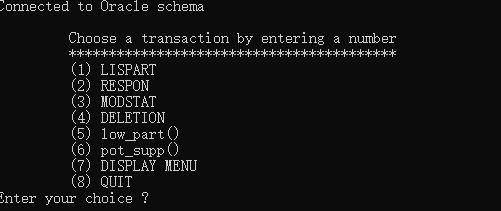 Connected to Oracle schema
Choose a transaction by entering a number
*****************************************
(1) LISPART
(2) RESPON
(3) MODSTAT
(4) DELETION
(5) low_part()
(6) pot_supp()
(7) DISPLAY MENU
(8) QUIT
Enter your choice ?